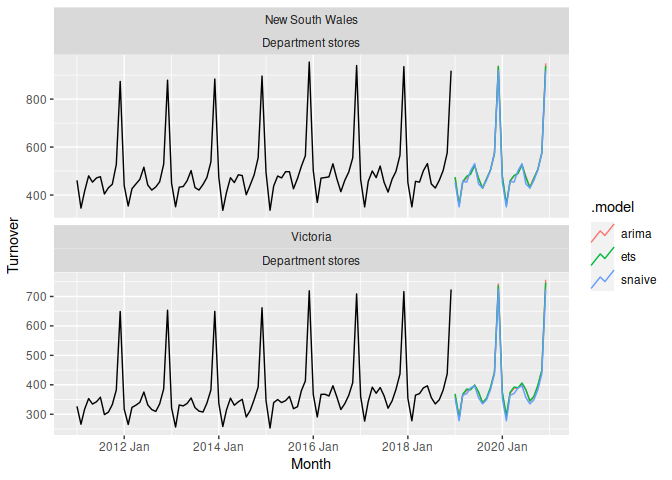 New South Wales
Department stores
800
600
400
Victoria
Department stores
700
600
500
400
300
2012 Jan 2014 Jan 2016 Jan 2018 Jan 2020 Jan
Month
Turnover
.model
arima
ets
snaive